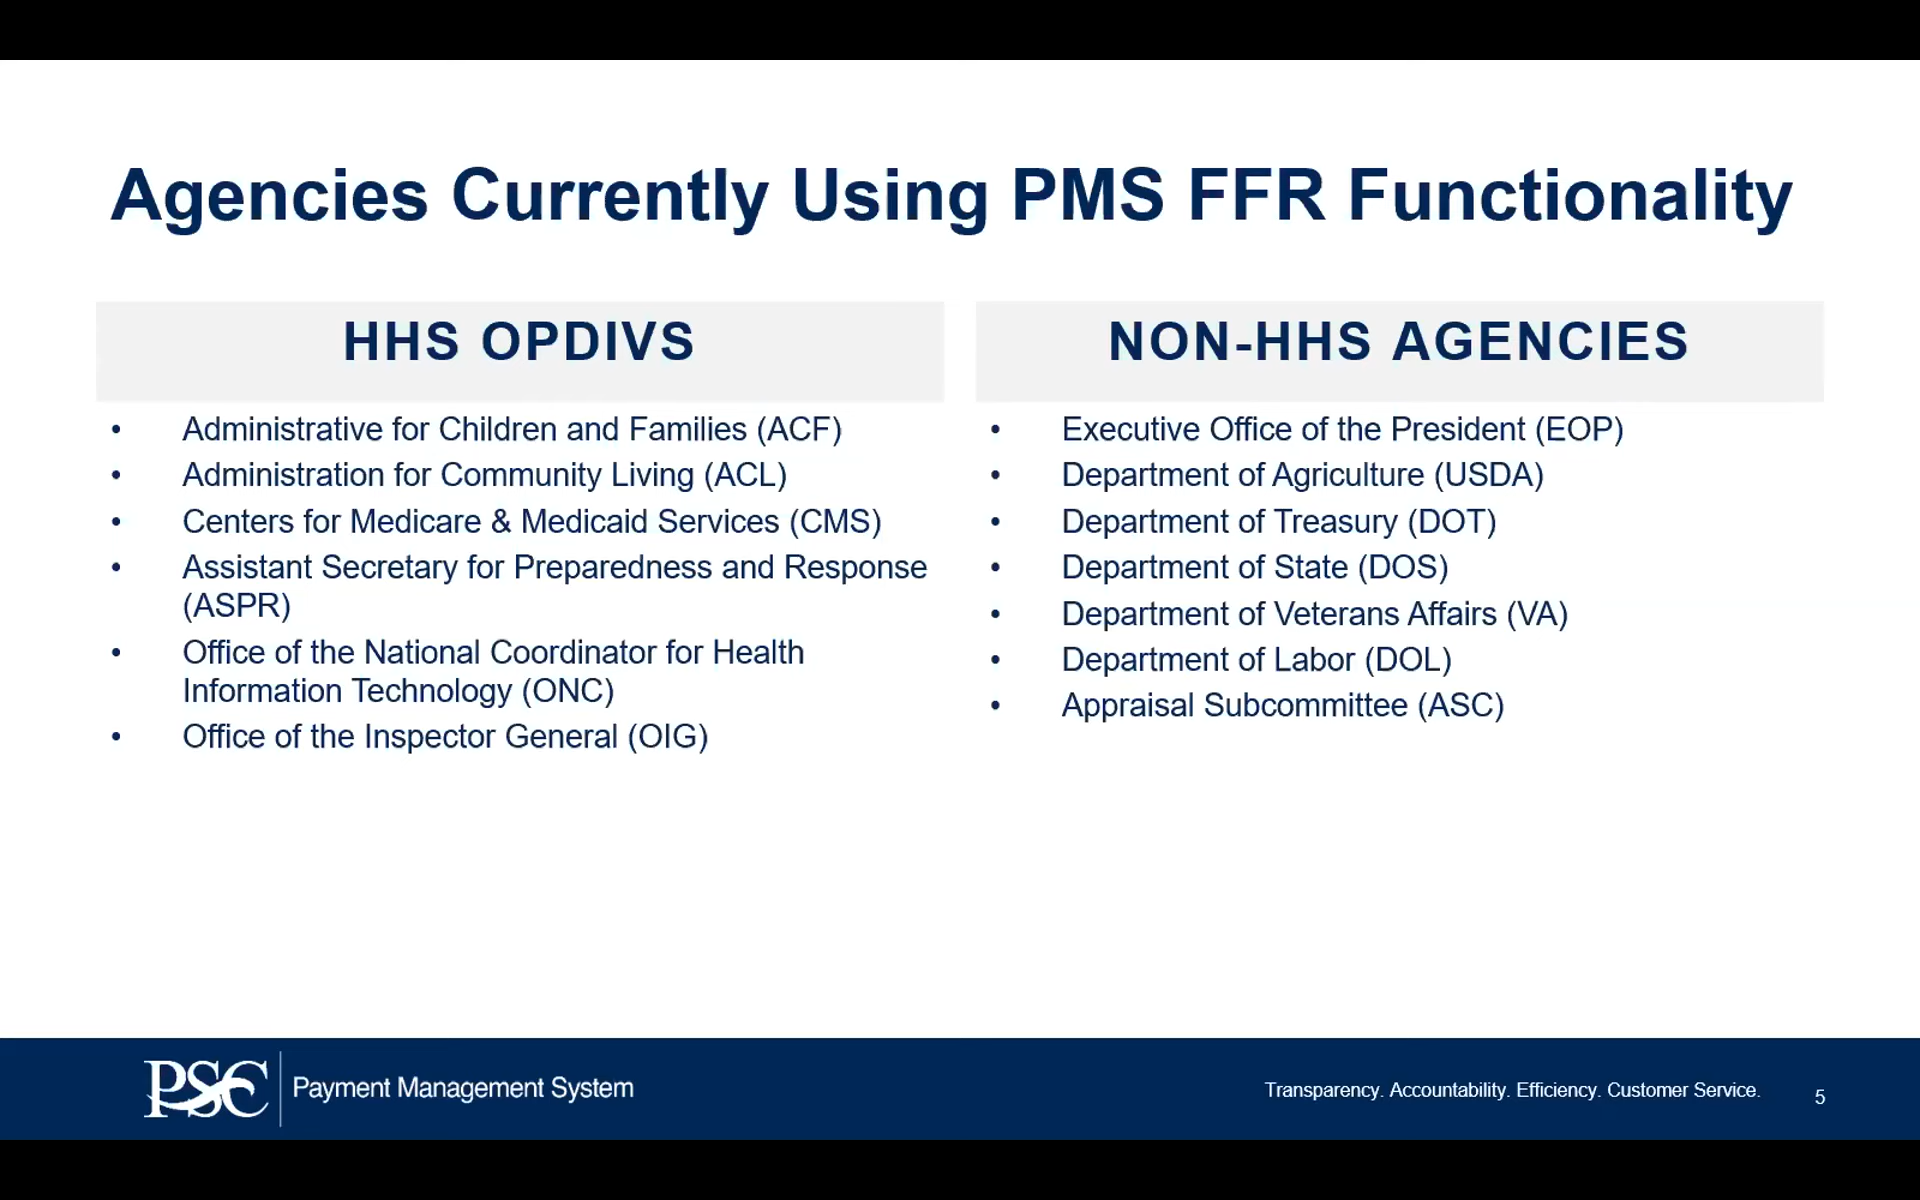 Agencies Currently Using PMS FFR Functionality
HHS OPDIVS
• Administrative for Children and Families (ACF)
• Administration for Community Living (ACL)
• Centers for Medicare & Medicaid Services (CMS)
• Assistant Secretary for Preparedness and Response
(ASPR)
• Office of the National Coordinator for Health
Information Technology (ONC)
• Office of the Inspector General (OIG)
NON-HHS AGENCIES
• Executive Office of the President (EOP)
• Department of Agriculture (USDA)
• Department of Treasury (DOT)
• Department of State (DOS)
• Department of Veterans Affairs (VA)
• Department of Labor (DOL)
• Appraisal Subcommittee (ASC)
PSC Payment Management System
Transparency. Accountability. Efficiency. Customer Service.
5